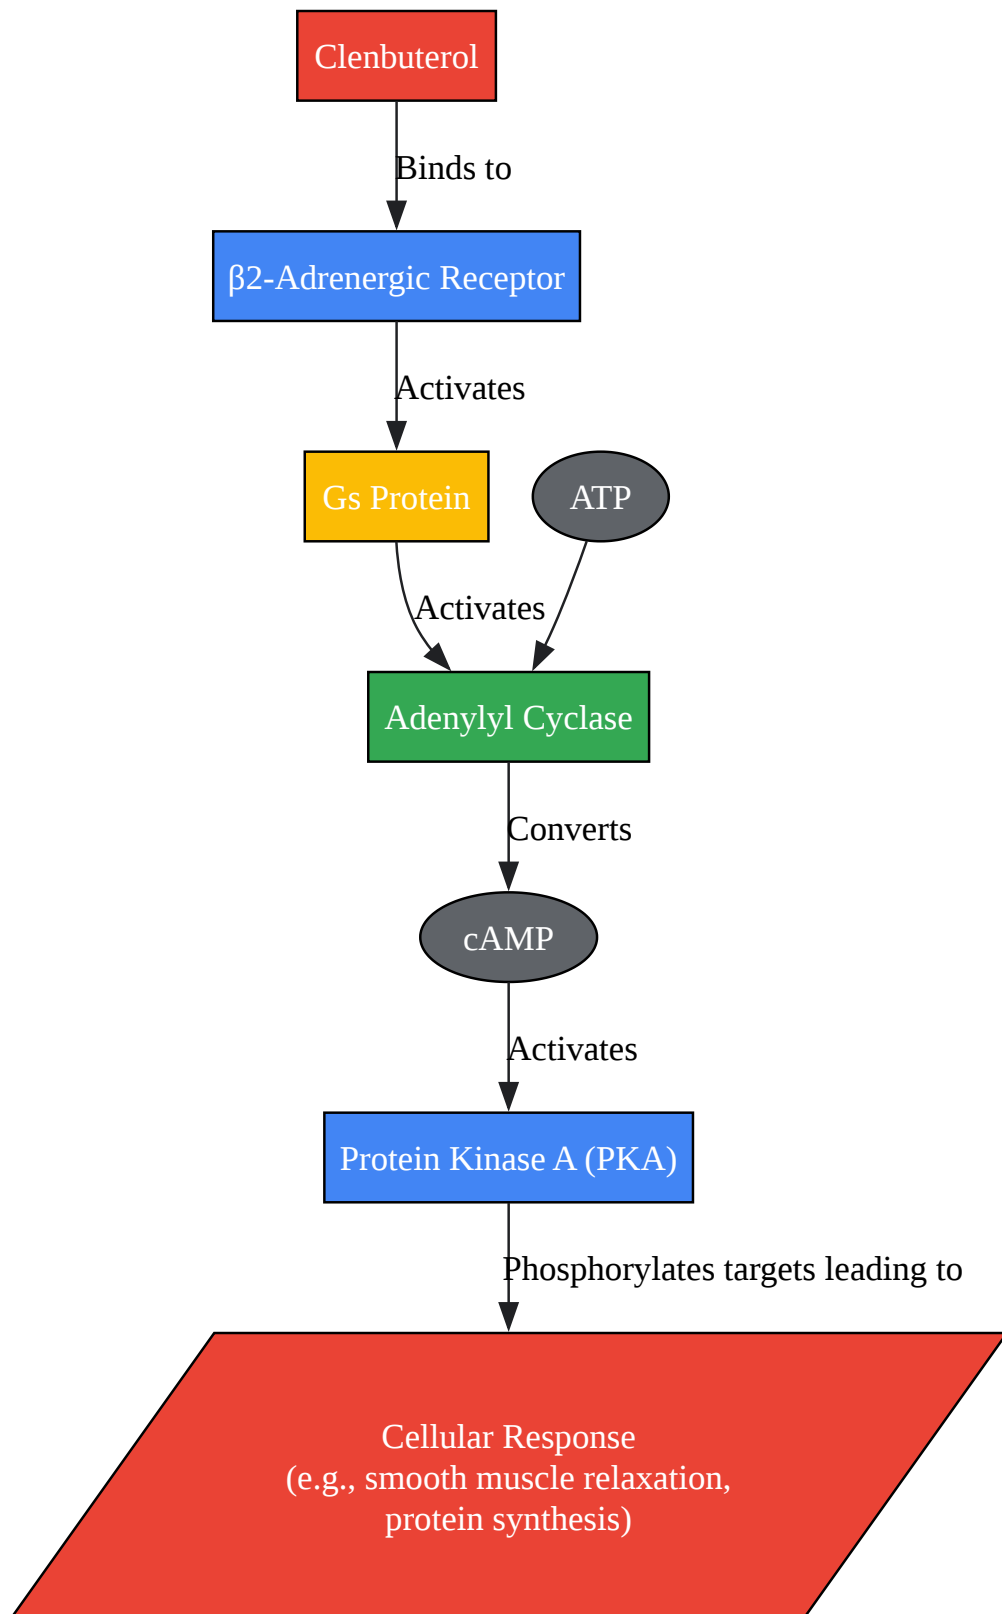 Clenbuterol
Binds to
β2-Adrenergic Receptor
Activates
Gs Protein
ATP
Activates
Adenylyl Cyclase
Converts
cAMP
Activates
Protein Kinase A (PKA)
Phosphorylates targets leading to
Cellular Response
(e.g., smooth muscle relaxation,
protein synthesis)